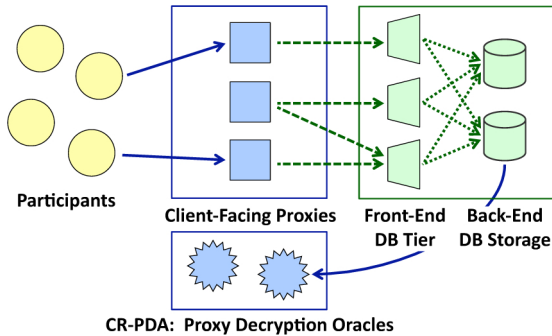 Participants
Client-Facing Proxies
Front-End
DB Tier
Back-End
DB Storage
CR-PDA: Proxy Decryption Oracles